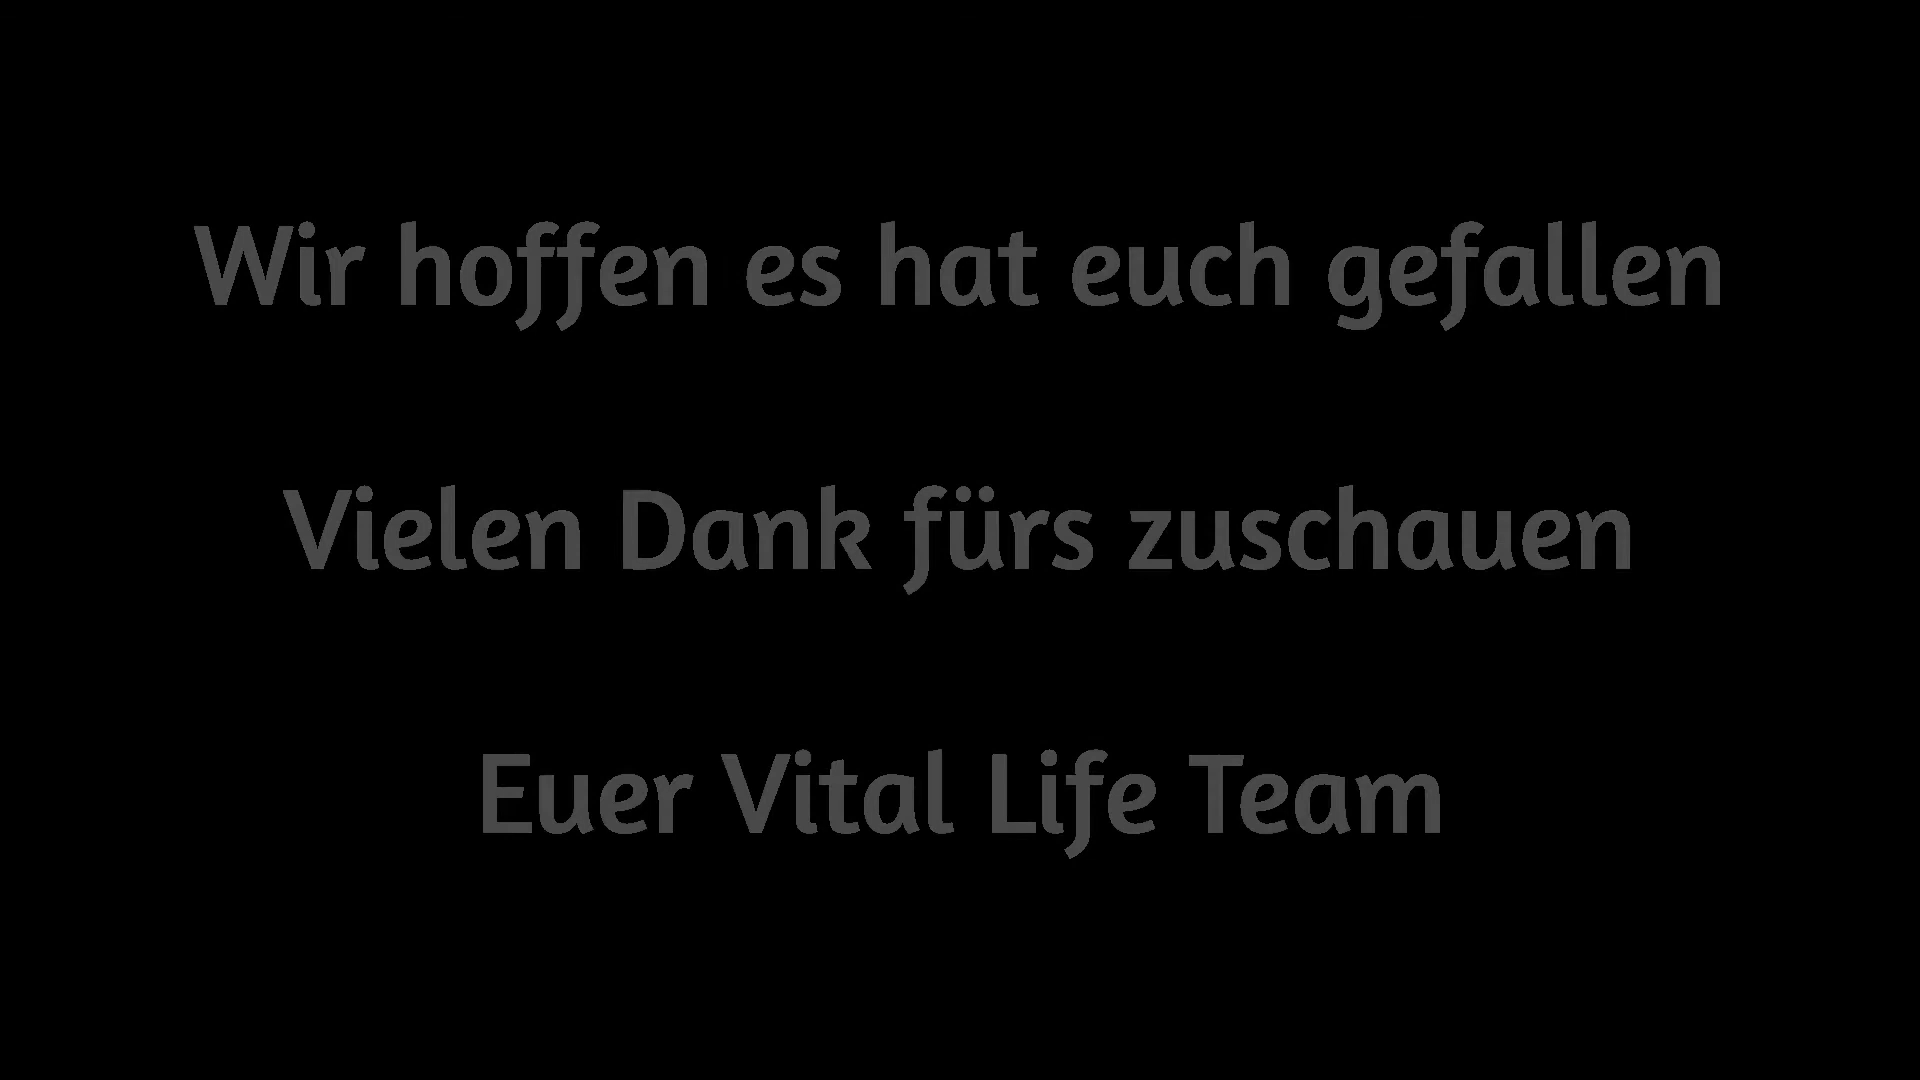 Wir hoffen es hat euch gefallen
Vielen Dank fürs zuschauen
Euer Vital Life Team